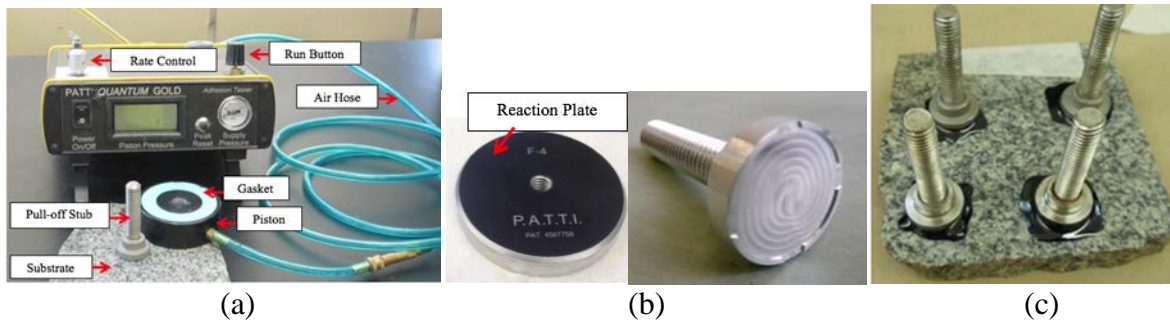 Rate Control
Run Button
Air Hose
PATTI QUANTUM GOLD
Adhesion Tester
Power
On/Off
Piston Pressure
Peak
Reset
Supply
Pressure
Gasket
Pull-off Stub
Piston
Substrate
(a)
Reaction Plate
F-4
P.A.T.T.I.
PAT. 4567758
(b)
(c)